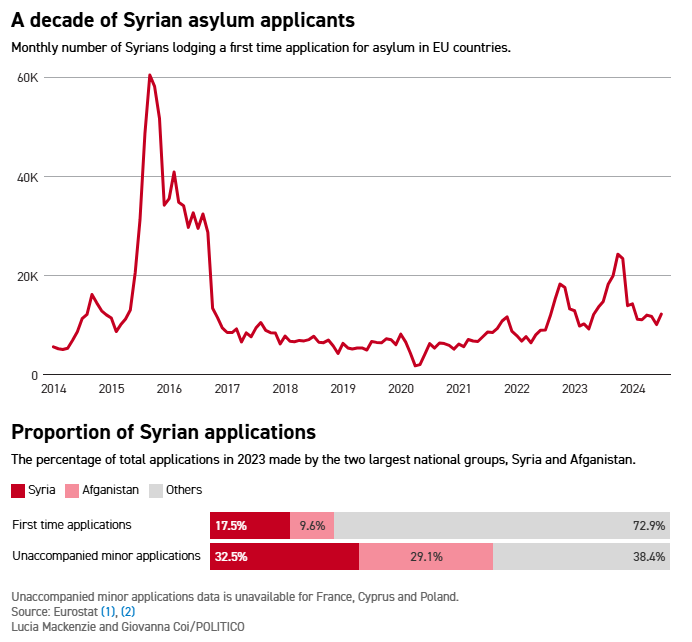 A decade of Syrian asylum applicants
Monthly number of Syrians lodging a first time application for asylum in EU countries.
60K
40K
20K
0
2014 2015 2016 2017 2018 2019 2020 2021 2022 2023 2024
Proportion of Syrian applications
The percentage of total applications in 2023 made by the two largest national groups, Syria and Afganistan.
Syria Afganistan Others
First time applications 17.5% 9.6% 72.9%
Unaccompanied minor applications 32.5% 29.1% 38.4%
Unaccompanied minor applications data is unavailable for France, Cyprus and Poland.
Source: Eurostat (1), (2)
Lucia Mackenzie and Giovanna Coi/POLITICO